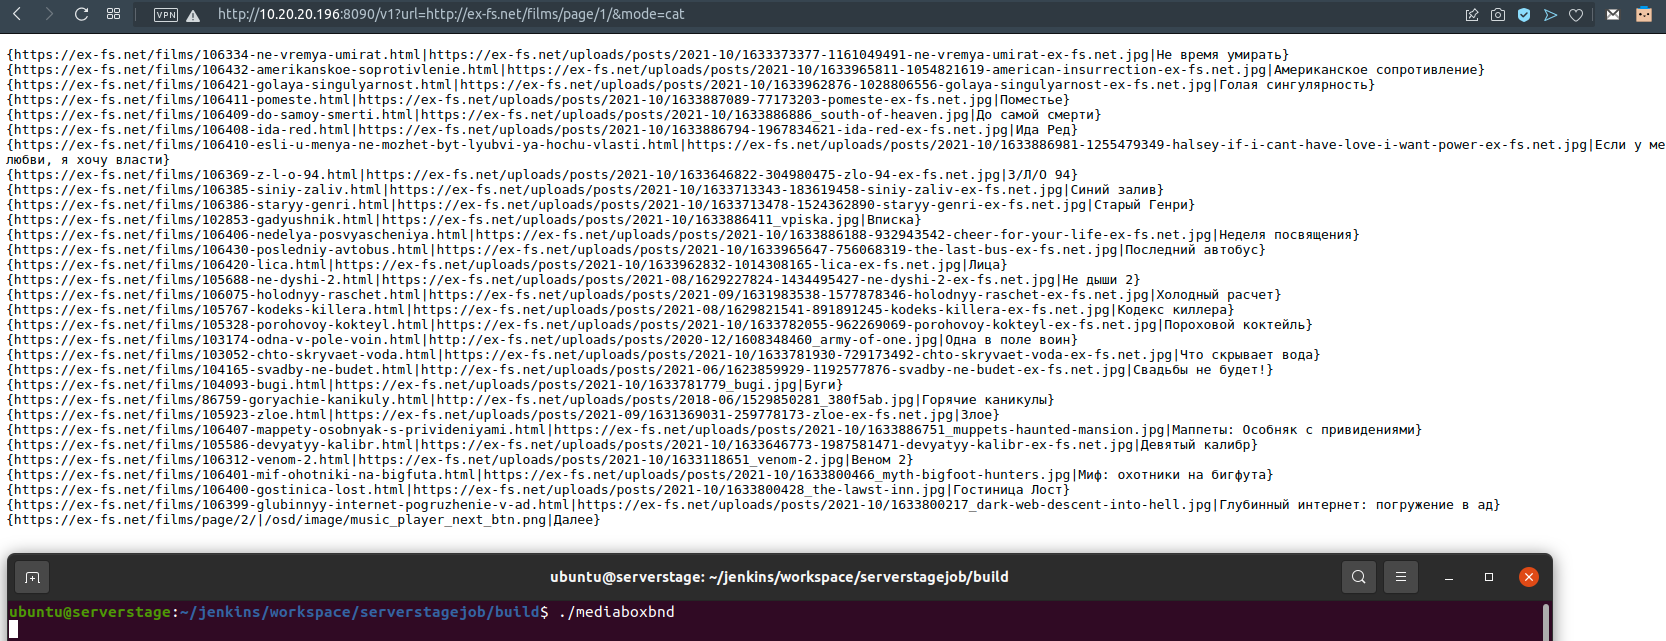 VPN http://10.20.20.196:8090/v1?url=http://ex-fs.net/films/page/1/&mode=cat
{https://ex-fs.net/films/106334-ne-vremya-umirat.html|https://ex-fs.net/uploads/posts/2021-10/1633373377-1161049491-ne-vremya-umirat-ex-fs.net.jpg|Не время умирать}
{https://ex-fs.net/films/106432-amerikanskoe-soprotivlenie.html|https://ex-fs.net/uploads/posts/2021-10/1633965811-1054821619-american-insurrection-ex-fs.net.jpg|Американское сопротивление}
{https://ex-fs.net/films/106421-golaya-singulyarnost.html|https://ex-fs.net/uploads/posts/2021-10/1633962876-1028806556-golaya-singulyarnost-ex-fs.net.jpg|Голая сингулярность}
{https://ex-fs.net/films/106411-pomeste.html|https://ex-fs.net/uploads/posts/2021-10/1633887089-77173203-pomeste-ex-fs.net.jpg|Поместье}
{https://ex-fs.net/films/106409-do-samoy-smerti.html|https://ex-fs.net/uploads/posts/2021-10/1633886886_south-of-heaven.jpg|До самой смерти}
{https://ex-fs.net/films/106408-ida-red.html|https://ex-fs.net/uploads/posts/2021-10/1633886794-1967834621-ida-red-ex-fs.net.jpg|Ида Ред}
{https://ex-fs.net/films/106410-esli-u-menya-ne-mozhet-byt-lyubvi-ya-hochu-vlasti.html|https://ex-fs.net/uploads/posts/2021-10/1633886981-1255479349-halsey-if-i-cant-have-love-i-want-power-ex-fs.net.jpg|Если у ме
любви, я хочу власти}
{https://ex-fs.net/films/106369-z-l-o-94.html|https://ex-fs.net/uploads/posts/2021-10/1633646822-304980475-zlo-94-ex-fs.net.jpg|З/Л/О 94}
{https://ex-fs.net/films/106385-siniy-zaliv.html|https://ex-fs.net/uploads/posts/2021-10/1633713343-183619458-siniy-zaliv-ex-fs.net.jpg|Синий залив}
{https://ex-fs.net/films/106386-staryy-genri.html|https://ex-fs.net/uploads/posts/2021-10/1633713478-1524362890-staryy-genri-ex-fs.net.jpg|Старый Генри}
{https://ex-fs.net/films/102853-gadyushnik.html|https://ex-fs.net/uploads/posts/2021-10/1633886411_vpiska.jpg|Вписка}
{https://ex-fs.net/films/106406-nedelya-posvyascheniya.html|https://ex-fs.net/uploads/posts/2021-10/1633886188-932943542-cheer-for-your-life-ex-fs.net.jpg|Неделя посвящения}
{https://ex-fs.net/films/106430-posledniy-avtobus.html|https://ex-fs.net/uploads/posts/2021-10/1633965647-756068319-the-last-bus-ex-fs.net.jpg|Последний автобус}
{https://ex-fs.net/films/106420-lica.html|https://ex-fs.net/uploads/posts/2021-10/1633962832-1014308165-lica-ex-fs.net.jpg|Лица}
{https://ex-fs.net/films/105688-ne-dyshi-2.html|https://ex-fs.net/uploads/posts/2021-08/1629227824-1434495427-ne-dyshi-2-ex-fs.net.jpg|Не дыши 2}
{https://ex-fs.net/films/106075-holodnyy-raschet.html|https://ex-fs.net/uploads/posts/2021-09/1631983538-1577878346-holodnyy-raschet-ex-fs.net.jpg|Холодный расчет}
{https://ex-fs.net/films/105767-kodeks-killera.html|https://ex-fs.net/uploads/posts/2021-08/1629821541-891891245-kodeks-killera-ex-fs.net.jpg|Кодекс киллера}
{https://ex-fs.net/films/105328-porohovoy-kokteyl.html|https://ex-fs.net/uploads/posts/2021-10/1633782055-962269069-porohovoy-kokteyl-ex-fs.net.jpg|Пороховой коктейль}
{https://ex-fs.net/films/103174-odna-v-pole-voin.html|http://ex-fs.net/uploads/posts/2020-12/1608348460_army-of-one.jpg|Одна в поле воин}
{https://ex-fs.net/films/103052-chto-skryvaet-voda.html|https://ex-fs.net/uploads/posts/2021-10/1633781930-729173492-chto-skryvaet-voda-ex-fs.net.jpg|Что скрывает вода}
{https://ex-fs.net/films/104165-svadby-ne-budet.html|http://ex-fs.net/uploads/posts/2021-06/1623859929-1192577876-svadby-ne-budet-ex-fs.net.jpg|Свадьбы не будет!}
{https://ex-fs.net/films/104093-bugi.html|https://ex-fs.net/uploads/posts/2021-10/1633781779_bugi.jpg|Буги}
{https://ex-fs.net/films/86759-goryachie-kanikuly.html|http://ex-fs.net/uploads/posts/2018-06/1529850281_380f5ab.jpg|Горячие каникулы}
{https://ex-fs.net/films/105923-zloe.html|https://ex-fs.net/uploads/posts/2021-09/1631369031-259778173-zloe-ex-fs.net.jpg|Злое}
{https://ex-fs.net/films/106407-mappety-osobnyak-s-privideniyami.html|https://ex-fs.net/uploads/posts/2021-10/1633886751_muppets-haunted-mansion.jpg|Маппеты: Особняк с привидениями}
{https://ex-fs.net/films/105586-devyatyy-kalibr.html|https://ex-fs.net/uploads/posts/2021-10/1633646773-1987581471-devyatyy-kalibr-ex-fs.net.jpg|Девятый калибр}
{https://ex-fs.net/films/106312-venom-2.html|https://ex-fs.net/uploads/posts/2021-10/1633118651_venom-2.jpg|Веном 2}
{https://ex-fs.net/films/106401-mif-ohotniki-na-bigfuta.html|https://ex-fs.net/uploads/posts/2021-10/1633800466_myth-bigfoot-hunters.jpg|Миф: охотники на бигфута}
{https://ex-fs.net/films/106400-gostinica-lost.html|https://ex-fs.net/uploads/posts/2021-10/1633800428_the-lawst-inn.jpg|Гостиница Лост}
{https://ex-fs.net/films/106399-glubinnyy-internet-pogruzhenie-v-ad.html|https://ex-fs.net/uploads/posts/2021-10/1633800217_dark-web-descent-into-hell.jpg|Глубинный интернет: погружение в ад}
{https://ex-fs.net/films/page/2/|/osd/image/music_player_next_btn.png|Далее}
ubuntu@serverstage: ~/jenkins/workspace/serverstagejob/build
ubuntu@serverstage:~/jenkins/workspace/serverstagejob/build$ ./mediaboxbnd